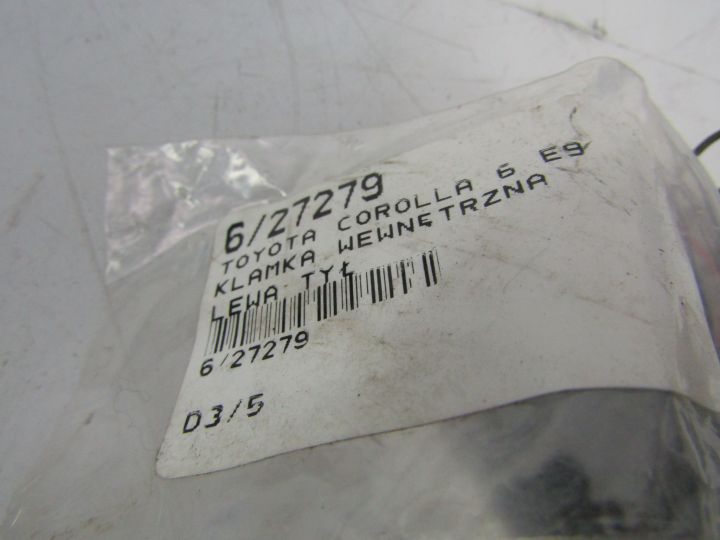 6/27279
TOYOTA COROLLA 6 E9
KLAMKA WEWNĘTRZNA
LEWA TYŁ
6/27279
D3/5